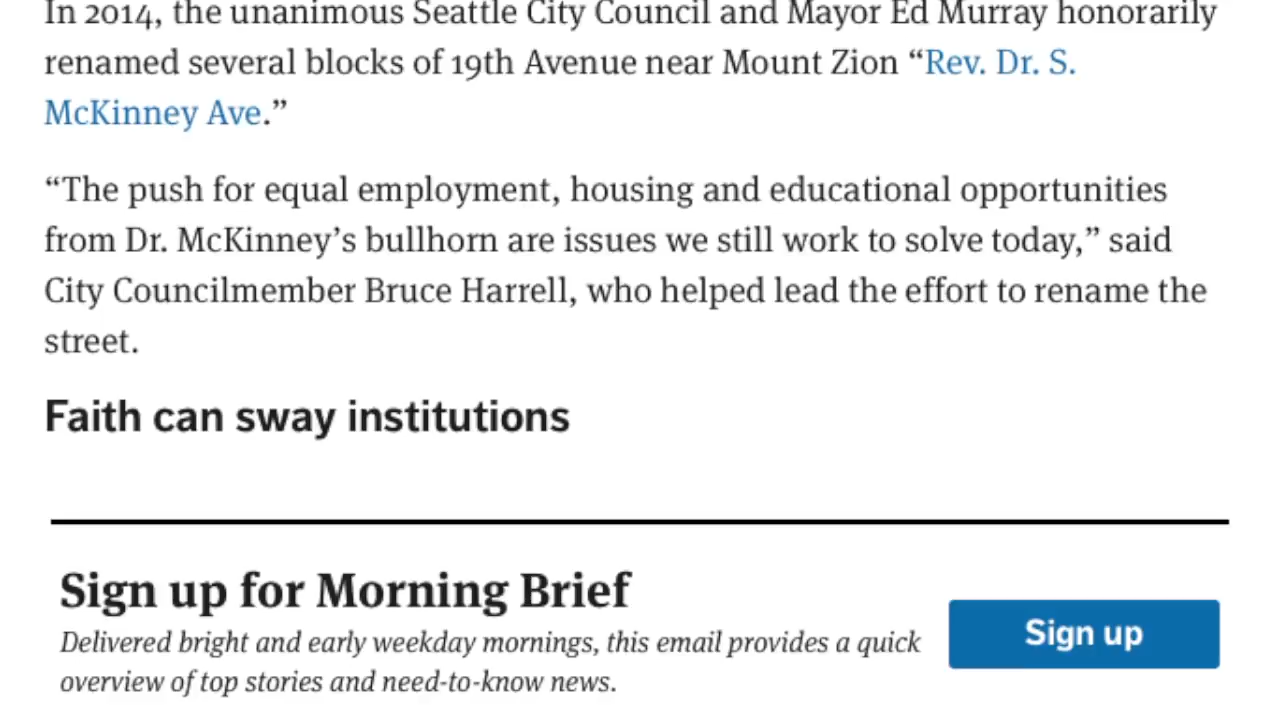 In 2014, the unanimous Seattle City Council and Mayor Ed Murray honorarily
renamed several blocks of 19th Avenue near Mount Zion “Rev. Dr. S.
McKinney Ave.”
“The push for equal employment, housing and educational opportunities
from Dr. McKinney’s bullhorn are issues we still work to solve today,” said
City Councilmember Bruce Harrell, who helped lead the effort to rename the
street.
Faith can sway institutions
Sign up for Morning Brief
Delivered bright and early weekday mornings, this email provides a quick
overview of top stories and need-to-know news.
Sign up